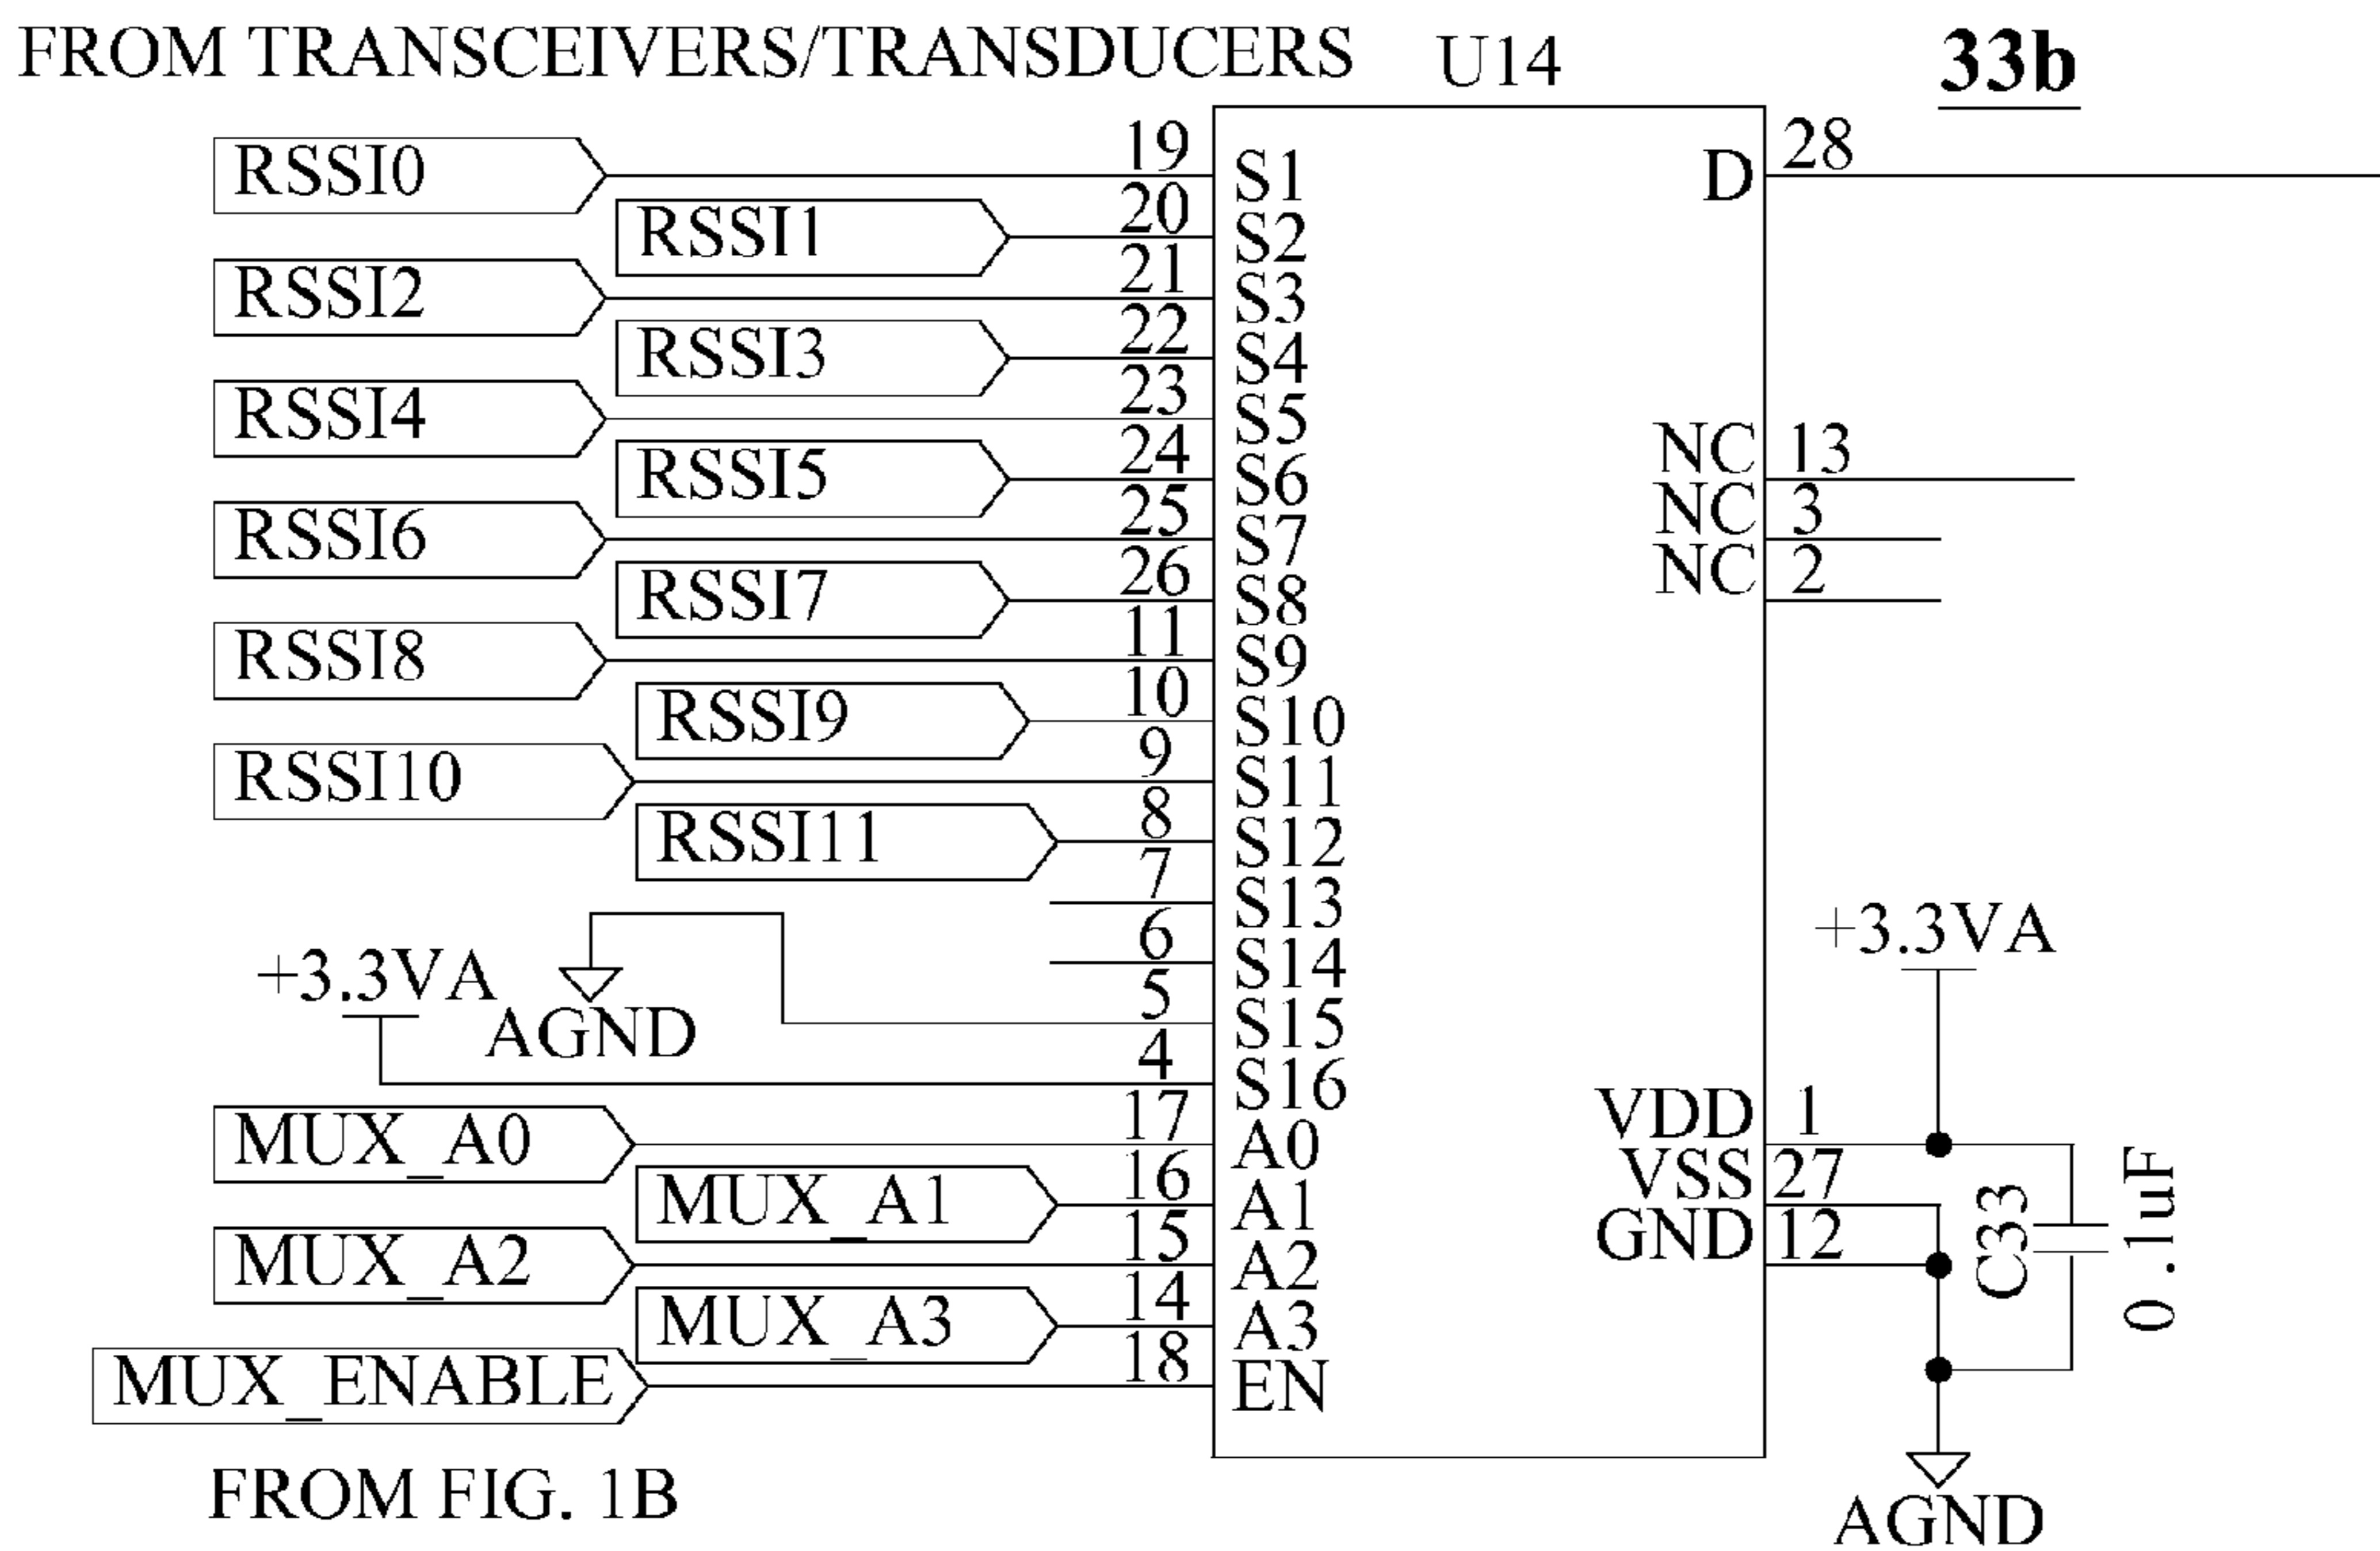 FROM TRANSCEIVERS/TRANSDUCERS U14 33b
RSSI0 19 S1 D 28
RSSI1 20 S2
RSSI2 21 S3
RSSI3 22 S4
RSSI4 23 S5
NC 13
RSSI5 24 S6
NC 3
RSSI6 25 S7
NC 2
RSSI7 26 S8
RSSI8 11 S9
RSSI9 10 S10
RSSI10 9 S11
RSSI11 8 S12
7 S13
+3.3VA
6 S14
+3.3VA
AGND
5 S15
4 S16
MUX_A0 17 A0 VDD 1
MUX_A1 16 A1 VSS 27
MUX_A2 15 A2 GND 12
C33
0.1uF
MUX_A3 14 A3
MUX_ENABLE 18 EN
FROM FIG. 1B
AGND